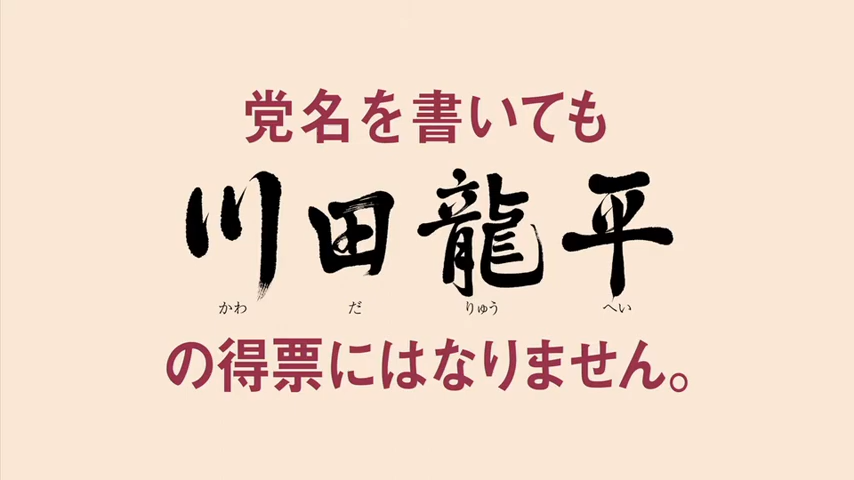 党名を書いても
川田龍平
かわ だ りゅう へい
の得票にはなりません。